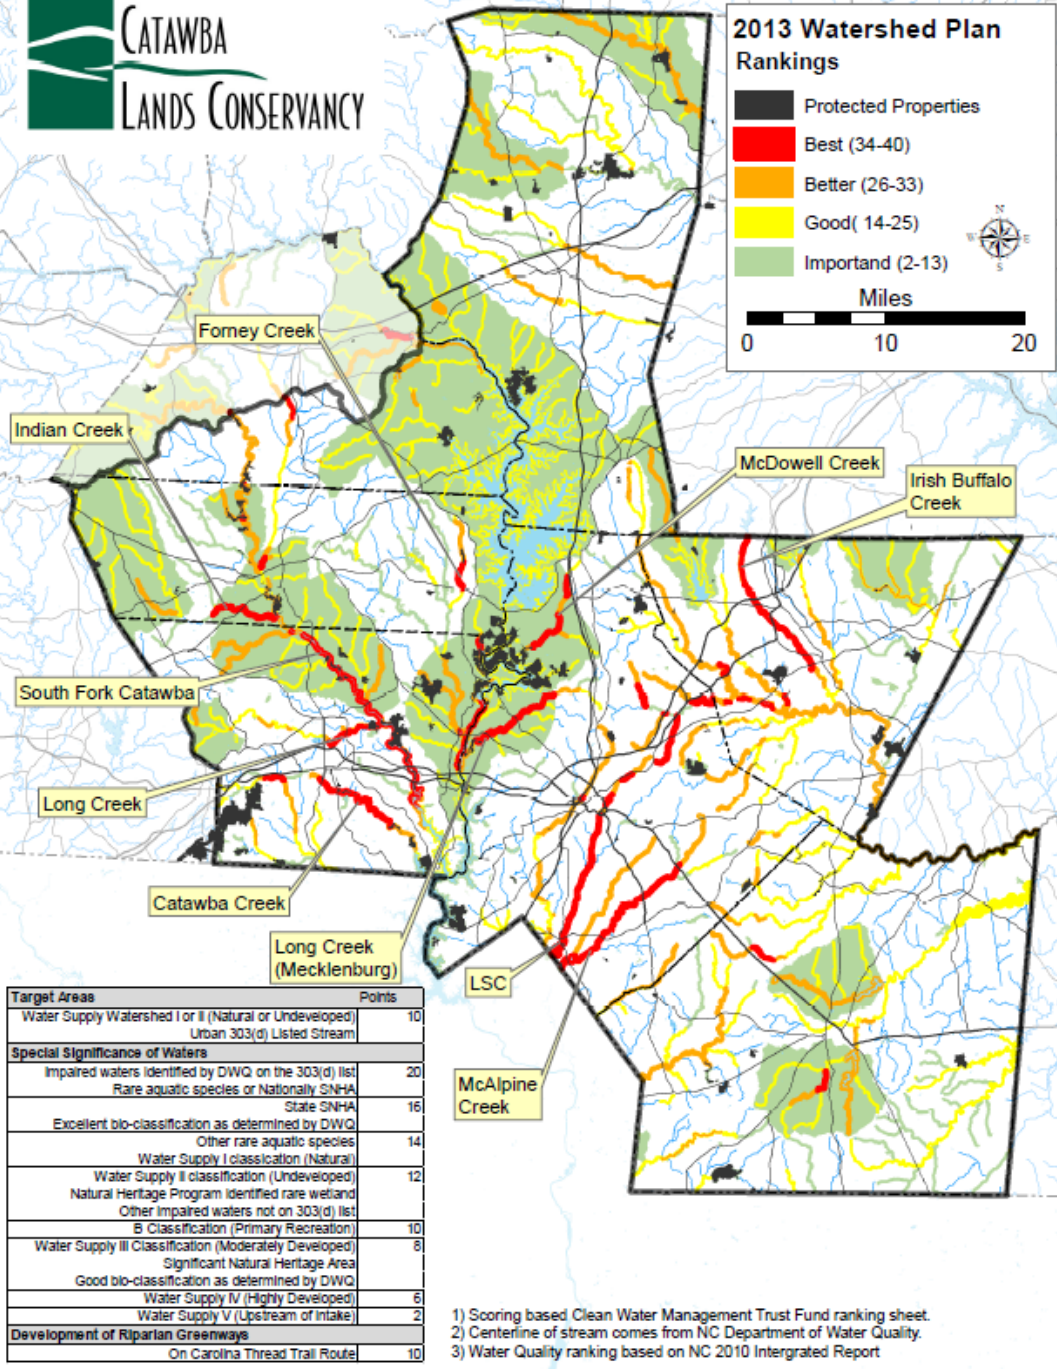 CATAWBA
LANDS CONSERVANCY
2013 Watershed Plan
Rankings
Protected Properties
Best (34-40)
Better (26-33)
Good( 14-25)
Importand (2-13)
N
W
E
S
Miles
0 10 20
Forney Creek
Indian Creek
McDowell Creek
Irish Buffalo
Creek
South Fork Catawba
Long Creek
Catawba Creek
Long Creek
(Mecklenburg)
LSC
McAlpine
Creek
Target Areas Points
Water Supply Watershed I or II (Natural or Undeveloped) 10
Urban 303(d) Listed Stream
Special Significance of Waters
Impaired waters identified by DWQ on the 303(d) list 20
Rare aquatic species or Nationally SNHA
State SNHA 16
Excellent bio-classification as determined by DWQ
Other rare aquatic species 14
Water Supply I classication (Natural)
Water Supply II classification (Undeveloped) 12
Natural Heritage Program identified rare wetland
Other impaired waters not on 303(d) list
B Classification (Primary Recreation) 10
Water Supply III Classification (Moderately Developed) 8
Significant Natural Heritage Area
Good bio-classification as determined by DWQ
Water Supply IV (Highly Developed) 6
Water Supply V (Upstream of Intake) 2
Development of Riparian Greenways
On Carolina Thread Trail Route 10
1) Scoring based Clean Water Management Trust Fund ranking sheet.
2) Centerline of stream comes from NC Department of Water Quality.
3) Water Quality ranking based on NC 2010 Intergrated Report